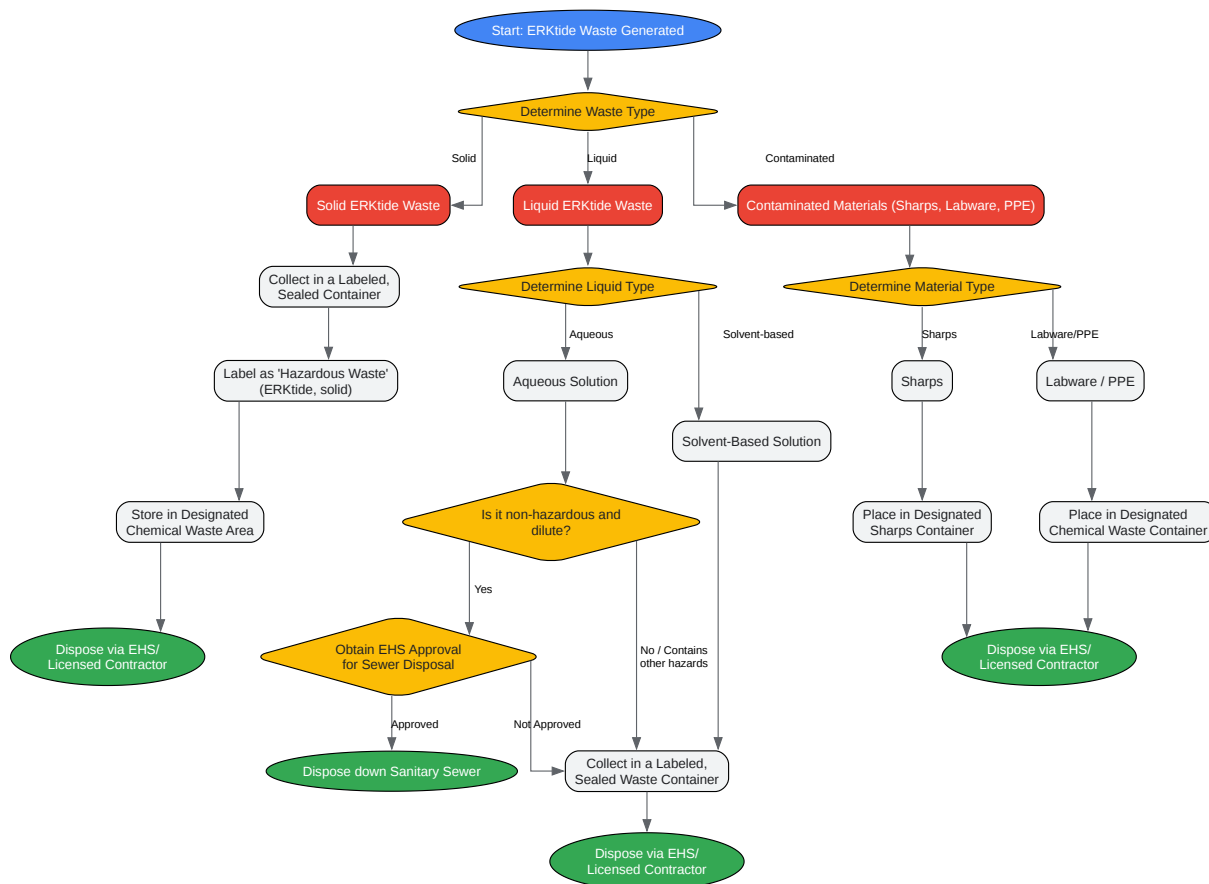 Start: ERKtide Waste Generated
Determine Waste Type
Solid
Liquid
Contaminated
Solid ERKtide Waste
Liquid ERKtide Waste
Contaminated Materials (Sharps, Labware, PPE)
Collect in a Labeled,
Sealed Container
Determine Liquid Type
Determine Material Type
Aqueous
Solvent-based
Sharps
Labware/PPE
Label as 'Hazardous Waste'
(ERKtide, solid)
Aqueous Solution
Sharps
Labware / PPE
Solvent-Based Solution
Store in Designated
Chemical Waste Area
Is it non-hazardous and
dilute?
Place in Designated
Sharps Container
Place in Designated
Chemical Waste Container
Yes
No / Contains
other hazards
Dispose via EHS/
Licensed Contractor
Obtain EHS Approval
for Sewer Disposal
Dispose via EHS/
Licensed Contractor
Approved
Not Approved
Dispose down Sanitary Sewer
Collect in a Labeled,
Sealed Waste Container
Dispose via EHS/
Licensed Contractor